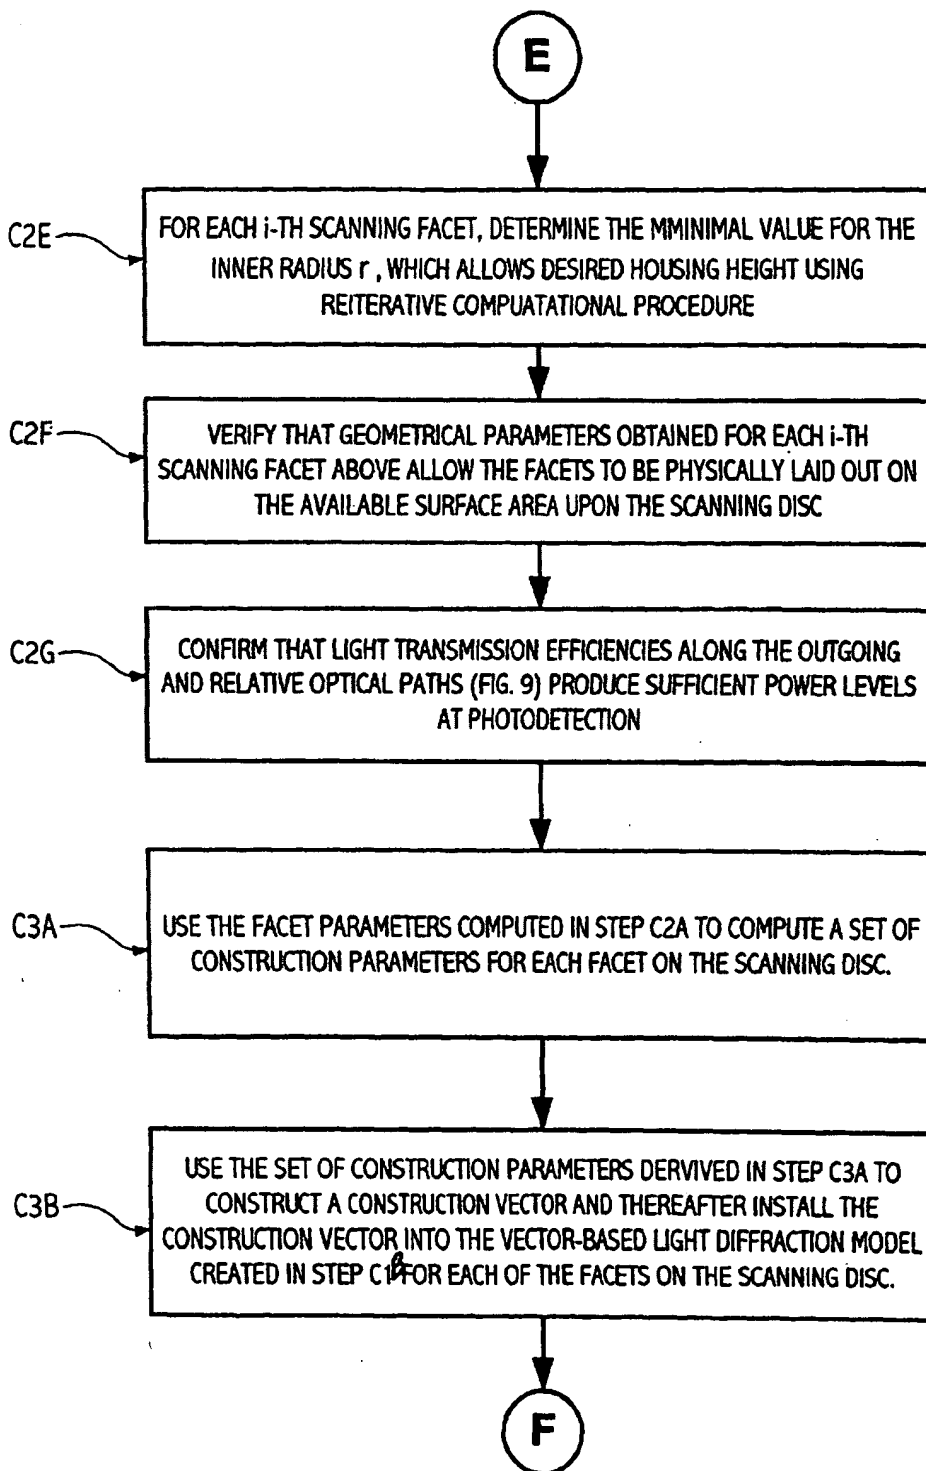 E
C2E
FOR EACH i-TH SCANNING FACET, DETERMINE THE MMINIMAL VALUE FOR THE
INNER RADIUS r , WHICH ALLOWS DESIRED HOUSING HEIGHT USING
REITERATIVE COMPUATATIONAL PROCEDURE
C2F
VERIFY THAT GEOMETRICAL PARAMETERS OBTAINED FOR EACH i-TH
SCANNING FACET ABOVE ALLOW THE FACETS TO BE PHYSICALLY LAID OUT ON
THE AVAILABLE SURFACE AREA UPON THE SCANNING DISC
C2G
CONFIRM THAT LIGHT TRANSMISSION EFFICIENCIES ALONG THE OUTGOING
AND RELATIVE OPTICAL PATHS (FIG. 9) PRODUCE SUFFICIENT POWER LEVELS
AT PHOTODETECTION
C3A
USE THE FACET PARAMETERS COMPUTED IN STEP C2A TO COMPUTE A SET OF
CONSTRUCTION PARAMETERS FOR EACH FACET ON THE SCANNING DISC.
C3B
USE THE SET OF CONSTRUCTION PARAMETERS DERVIVED IN STEP C3A TO
CONSTRUCT A CONSTRUCTION VECTOR AND THEREAFTER INSTALL THE
CONSTRUCTION VECTOR INTO THE VECTOR-BASED LIGHT DIFFRACTION MODEL
CREATED IN STEP C1B FOR EACH OF THE FACETS ON THE SCANNING DISC.
F